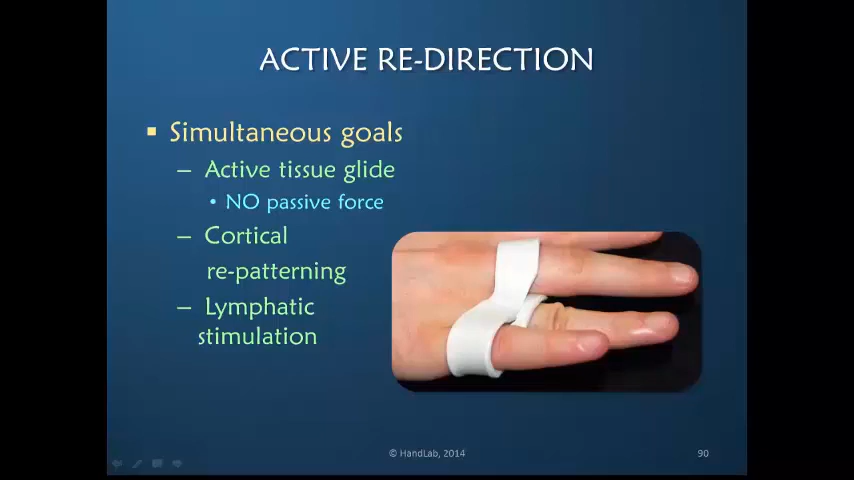 ACTIVE RE-DIRECTION
▪ Simultaneous goals
– Active tissue glide
• NO passive force
– Cortical
re-patterning
– Lymphatic
stimulation
© HandLab, 2014
90